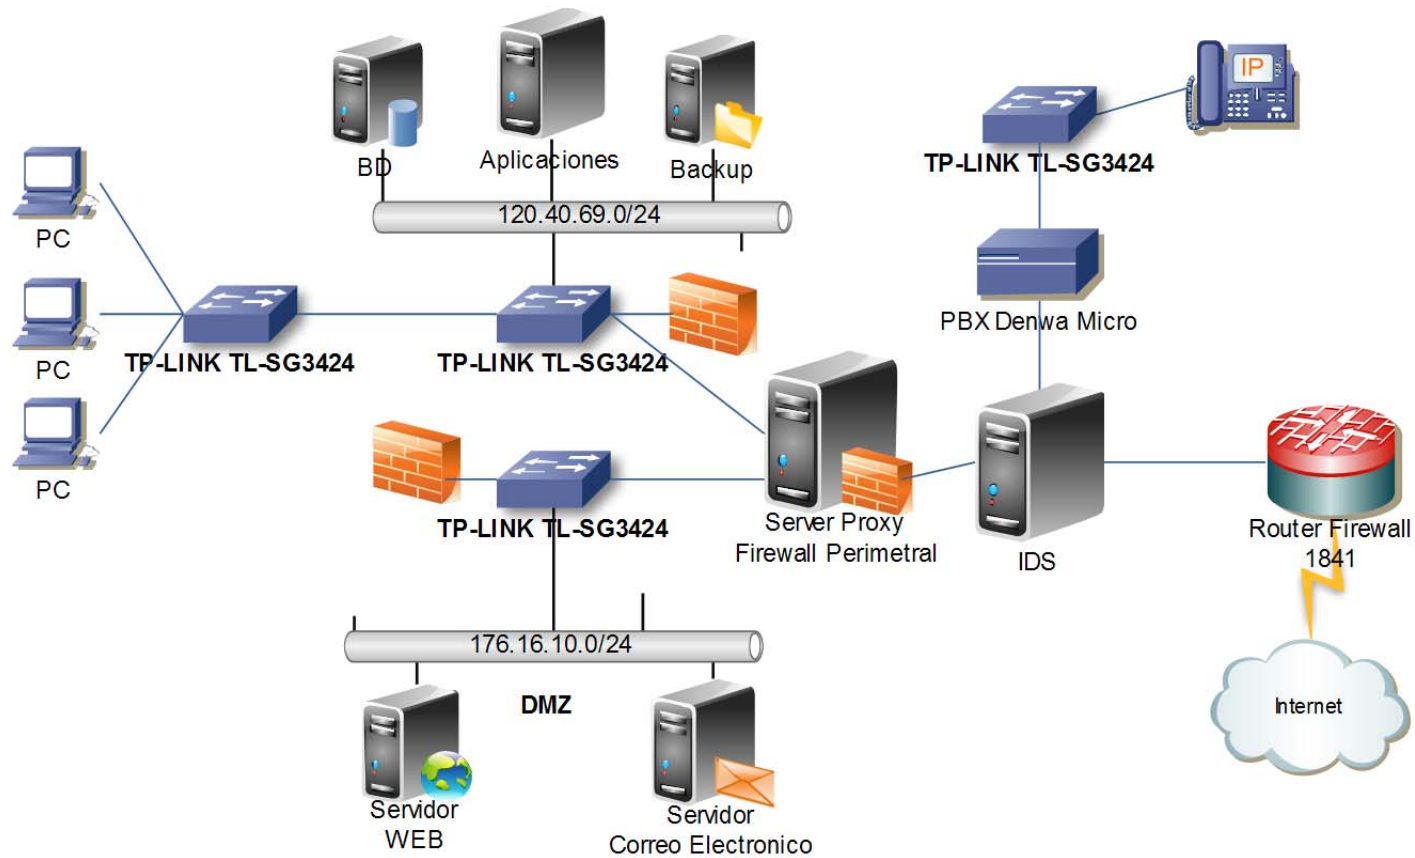 BD
Aplicaciones
Backup
IP
TP-LINK TL-SG3424
120.40.69.0/24
PC
PC
PC
TP-LINK TL-SG3424
TP-LINK TL-SG3424
PBX Denwa Micro
TP-LINK TL-SG3424
Server Proxy
Firewall Perimetral
IDS
Router Firewall
1841
176.16.10.0/24
DMZ
Internet
Servidor
WEB
Servidor
Correo Electronico